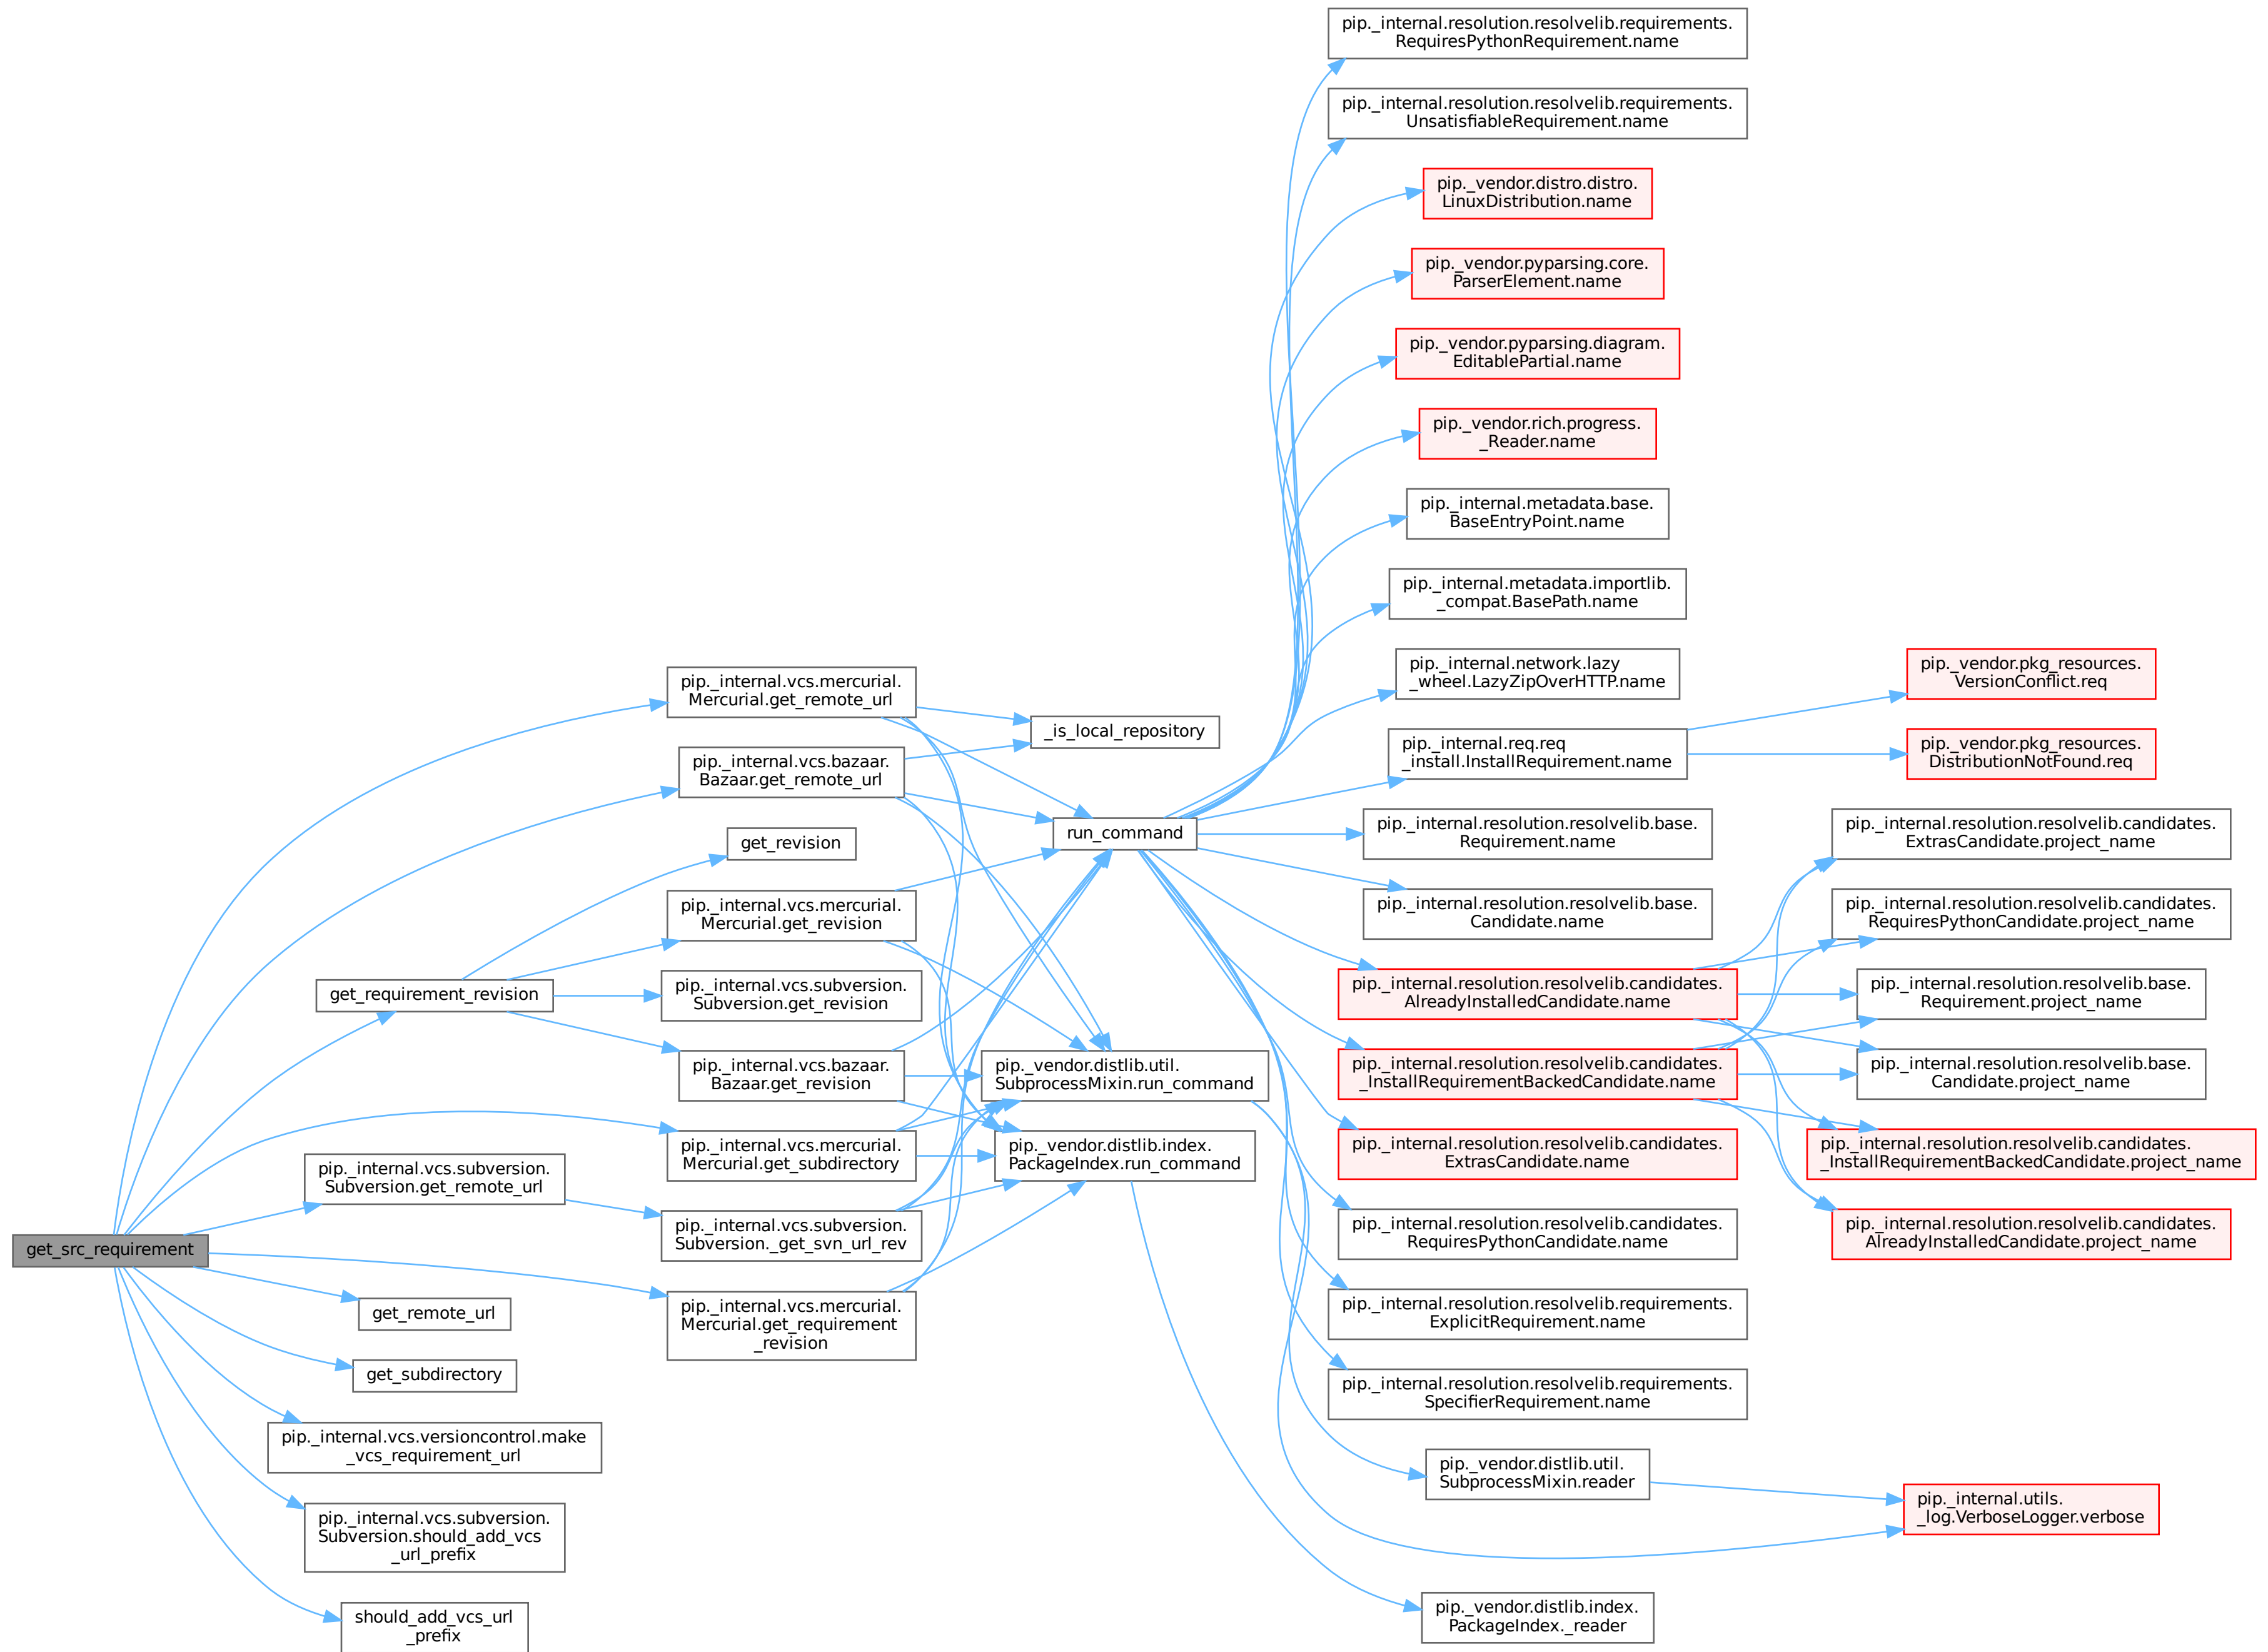 get_src_requirement
pip._internal.vcs.mercurial.
Mercurial.get_remote_url
pip._internal.vcs.bazaar.
Bazaar.get_remote_url
get_requirement_revision
pip._internal.vcs.subversion.
Subversion.get_remote_url
get_remote_url
get_subdirectory
pip._internal.vcs.versioncontrol.make
_vcs_requirement_url
pip._internal.vcs.subversion.
Subversion.should_add_vcs
_url_prefix
should_add_vcs_url
_prefix
get_revision
pip._internal.vcs.mercurial.
Mercurial.get_revision
pip._internal.vcs.subversion.
Subversion.get_revision
pip._internal.vcs.bazaar.
Bazaar.get_revision
pip._internal.vcs.mercurial.
Mercurial.get_subdirectory
pip._internal.vcs.subversion.
Subversion._get_svn_url_rev
pip._internal.vcs.mercurial.
Mercurial.get_requirement
_revision
_is_local_repository
run_command
pip._vendor.distlib.util.
SubprocessMixin.run_command
pip._vendor.distlib.index.
PackageIndex.run_command
pip._internal.resolution.resolvelib.requirements.
RequiresPythonRequirement.name
pip._internal.resolution.resolvelib.requirements.
UnsatisfiableRequirement.name
pip._vendor.distro.distro.
LinuxDistribution.name
pip._vendor.pyparsing.core.
ParserElement.name
pip._vendor.pyparsing.diagram.
EditablePartial.name
pip._vendor.rich.progress.
_Reader.name
pip._internal.metadata.base.
BaseEntryPoint.name
pip._internal.metadata.importlib.
_compat.BasePath.name
pip._internal.network.lazy
_wheel.LazyZipOverHTTP.name
pip._internal.req.req
_install.InstallRequirement.name
pip._internal.resolution.resolvelib.base.
Requirement.name
pip._internal.resolution.resolvelib.base.
Candidate.name
pip._internal.resolution.resolvelib.candidates.
AlreadyInstalledCandidate.name
pip._internal.resolution.resolvelib.candidates.
_InstallRequirementBackedCandidate.name
pip._internal.resolution.resolvelib.candidates.
ExtrasCandidate.name
pip._internal.resolution.resolvelib.candidates.
RequiresPythonCandidate.name
pip._internal.resolution.resolvelib.requirements.
ExplicitRequirement.name
pip._internal.resolution.resolvelib.requirements.
SpecifierRequirement.name
pip._vendor.distlib.util.
SubprocessMixin.reader
pip._vendor.distlib.index.
PackageIndex._reader
pip._vendor.pkg_resources.
VersionConflict.req
pip._vendor.pkg_resources.
DistributionNotFound.req
pip._internal.resolution.resolvelib.candidates.
ExtrasCandidate.project_name
pip._internal.resolution.resolvelib.candidates.
RequiresPythonCandidate.project_name
pip._internal.resolution.resolvelib.base.
Requirement.project_name
pip._internal.resolution.resolvelib.base.
Candidate.project_name
pip._internal.resolution.resolvelib.candidates.
_InstallRequirementBackedCandidate.project_name
pip._internal.resolution.resolvelib.candidates.
AlreadyInstalledCandidate.project_name
pip._internal.utils.
_log.VerboseLogger.verbose